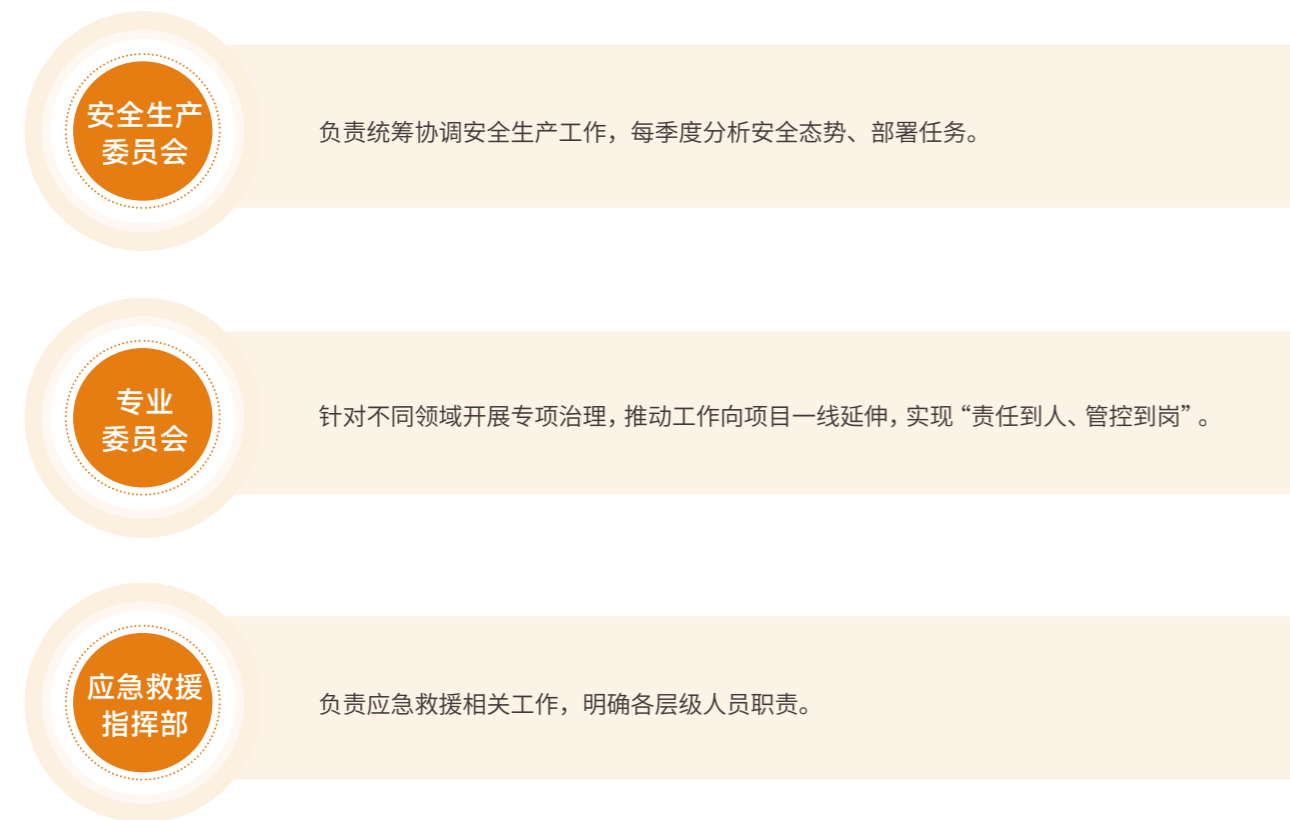 安全生产
委员会
负责统筹协调安全生产工作，每季度分析安全态势、部署任务。
专业
委员会
针对不同领域开展专项治理，推动工作向项目一线延伸，实现“责任到人、管控到岗”。
应急救援
指挥部
负责应急救援相关工作，明确各层级人员职责。